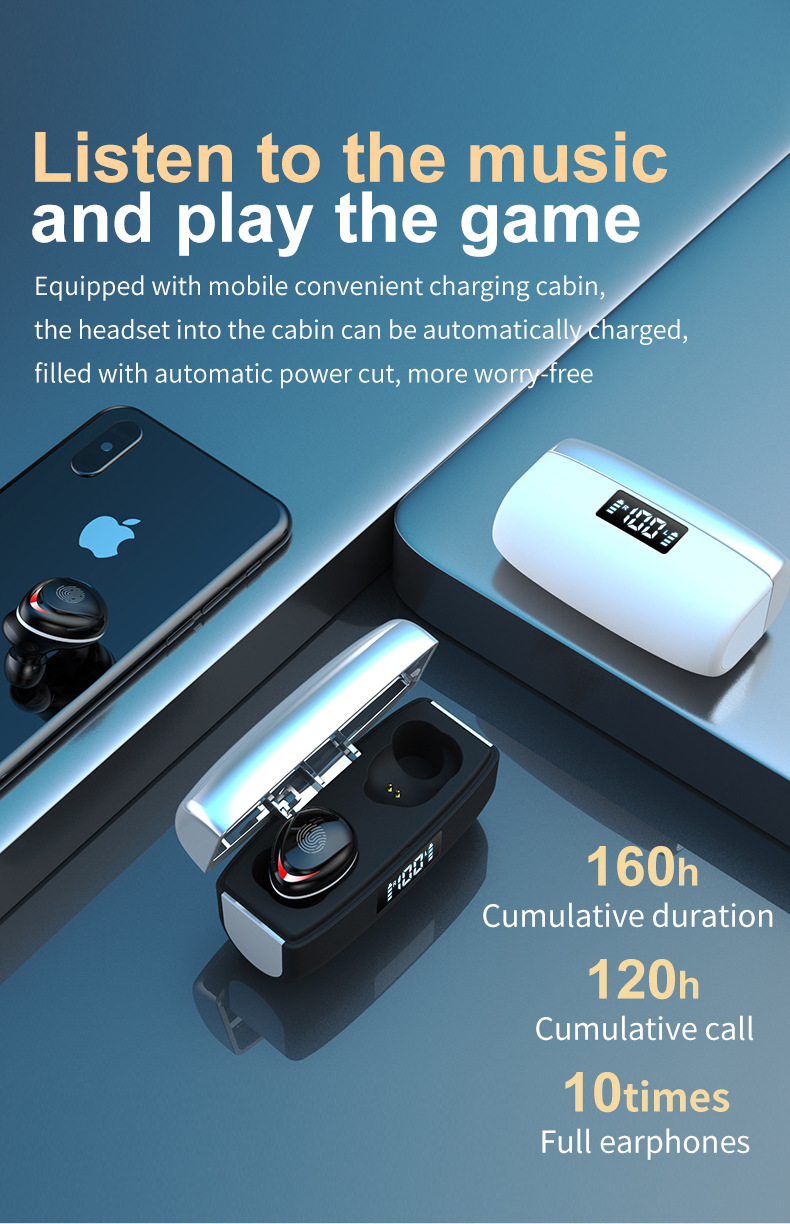 Listen to the music
and play the game
Equipped with mobile convenient charging cabin,
the headset into the cabin can be automatically charged,
filled with automatic power cut, more worry-free
R 100 L
R 100 L
160h
Cumulative duration
120h
Cumulative call
10times
Full earphones